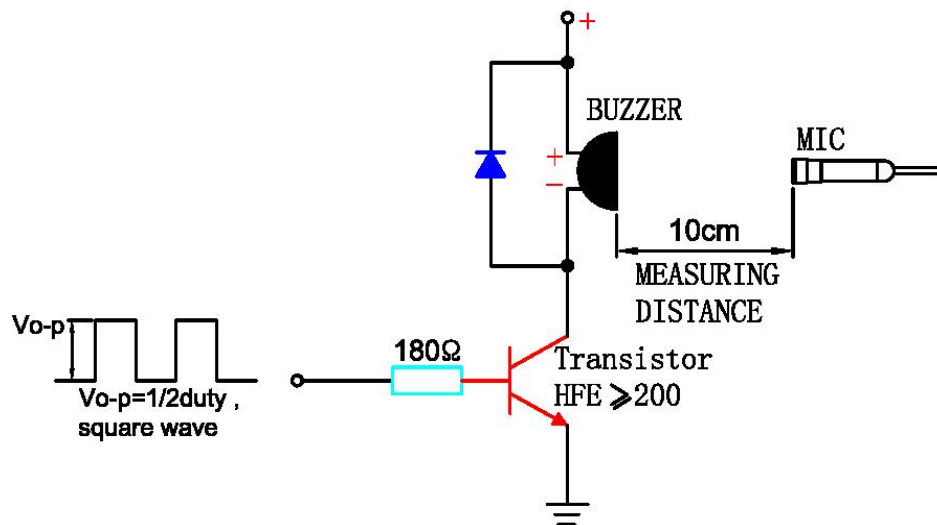 +
BUZZER
+
−
MIC
10cm
MEASURING
DISTANCE
Vo-p
180Ω
Transistor
HFE ⩾200
Vo-p=1/2duty ,
square wave